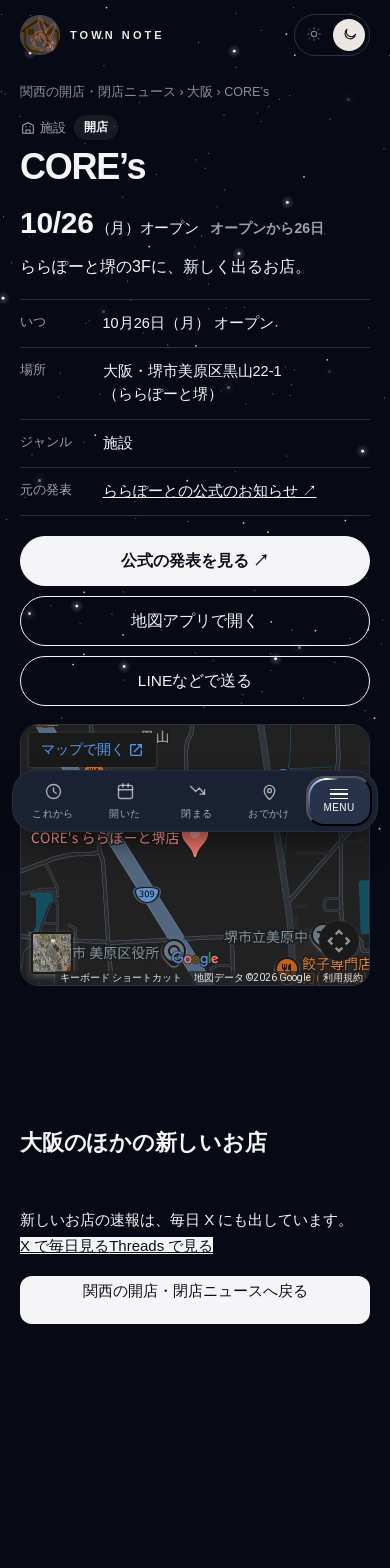 TOWN NOTE
関西の開店・閉店ニュース › 大阪 › CORE’s
施設 開店
CORE’s
10/26（月）オープン オープンから26日
ららぽーと堺の3Fに、新しく出るお店。
いつ 10月26日（月） オープン
場所 大阪・堺市美原区黒山22-1
（ららぽーと堺）
ジャンル 施設
元の発表 ららぽーとの公式のお知らせ ↗
公式の発表を見る ↗
地図アプリで開く
LINEなどで送る
マップで開く
これから 開いた 閉まる おでかけ MENU
CORE's ららぽーと堺店
309
堺市立美原中
市 美原区役所
餃子専門店
Google
キーボード ショートカット 地図データ ©2026 Google 利用規約
大阪のほかの新しいお店
新しいお店の速報は、毎日 X にも出しています。
X で毎日見るThreads で見る
関西の開店・閉店ニュースへ戻る